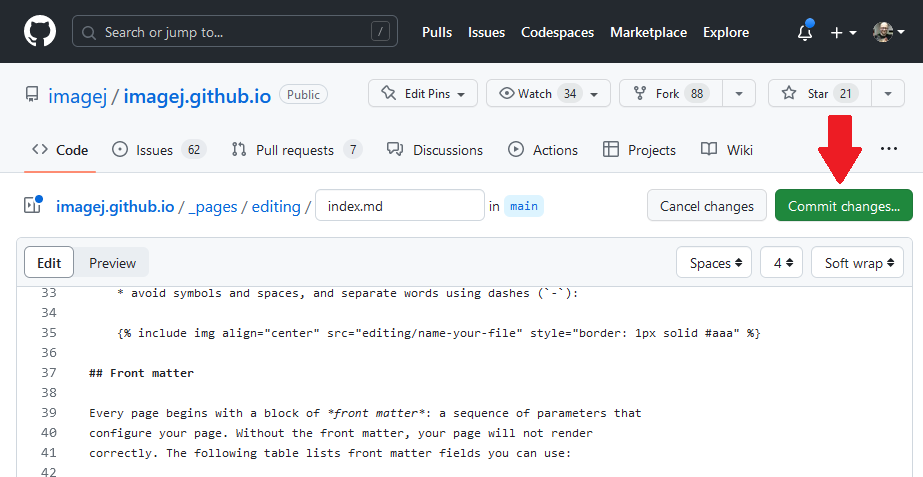 Search or jump to... / Pulls Issues Codespaces Marketplace Explore
imagej / imagej.github.io Public Edit Pins Watch 34 Fork 88 Star 21
Code Issues 62 Pull requests 7 Discussions Actions Projects Wiki ...
imagej.github.io / _pages / editing / index.md in main Cancel changes Commit changes...
Edit Preview Spaces 4 Soft wrap
33 * avoid symbols and spaces, and separate words using dashes (`-`):
34
35 {% include img align="center" src="editing/name-your-file" style="border: 1px solid #aaa" %}
36
37 ## Front matter
38
39 Every page begins with a block of *front matter*: a sequence of parameters that
40 configure your page. Without the front matter, your page will not render
41 correctly. The following table lists front matter fields you can use:
42